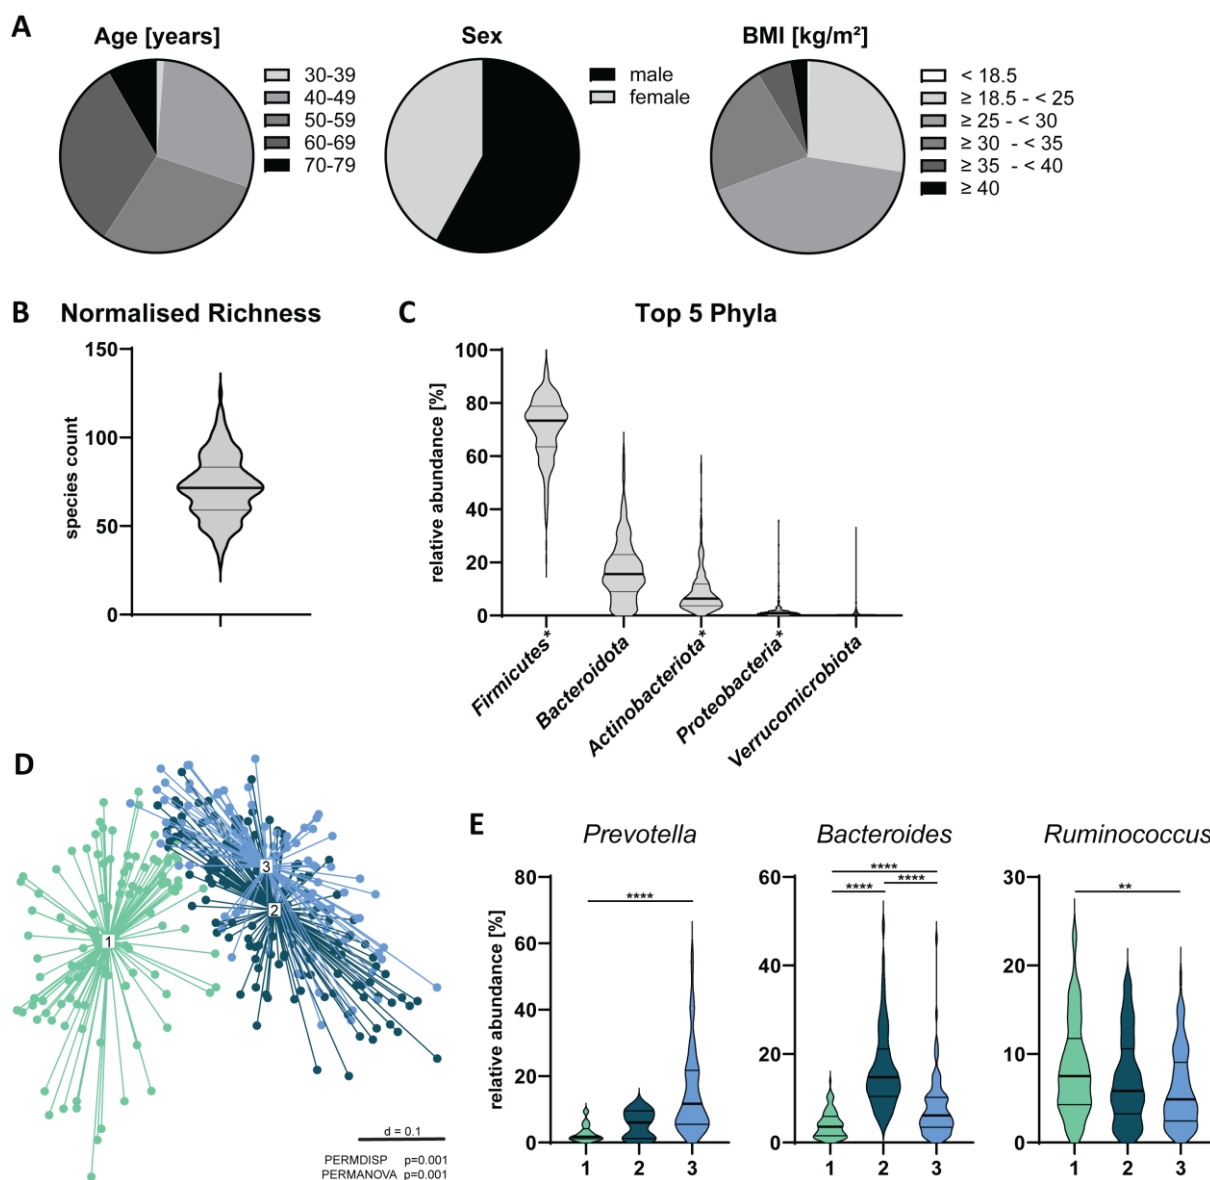 A
Age [years]
30-39
40-49
50-59
60-69
70-79
Sex
male
female
BMI [kg/m²]
< 18.5
≥ 18.5 - < 25
≥ 25 - < 30
≥ 30 - < 35
≥ 35 - < 40
≥ 40
B
Normalised Richness
species count
150
100
50
0
C
Top 5 Phyla
relative abundance [%]
100
80
60
40
20
0
Firmicutes*
Bacteroidota
Actinobacteriota*
Proteobacteria*
Verrucomicrobiota
D
1
2
3
d = 0.1
PERMDISP p=0.001
PERMANOVA p=0.001
E
relative abundance [%]
Prevotella
80
60
40
20
0
****
1 2 3
Bacteroides
60
40
20
0
****
**** ****
1 2 3
Ruminococcus
30
20
10
0
**
1 2 3